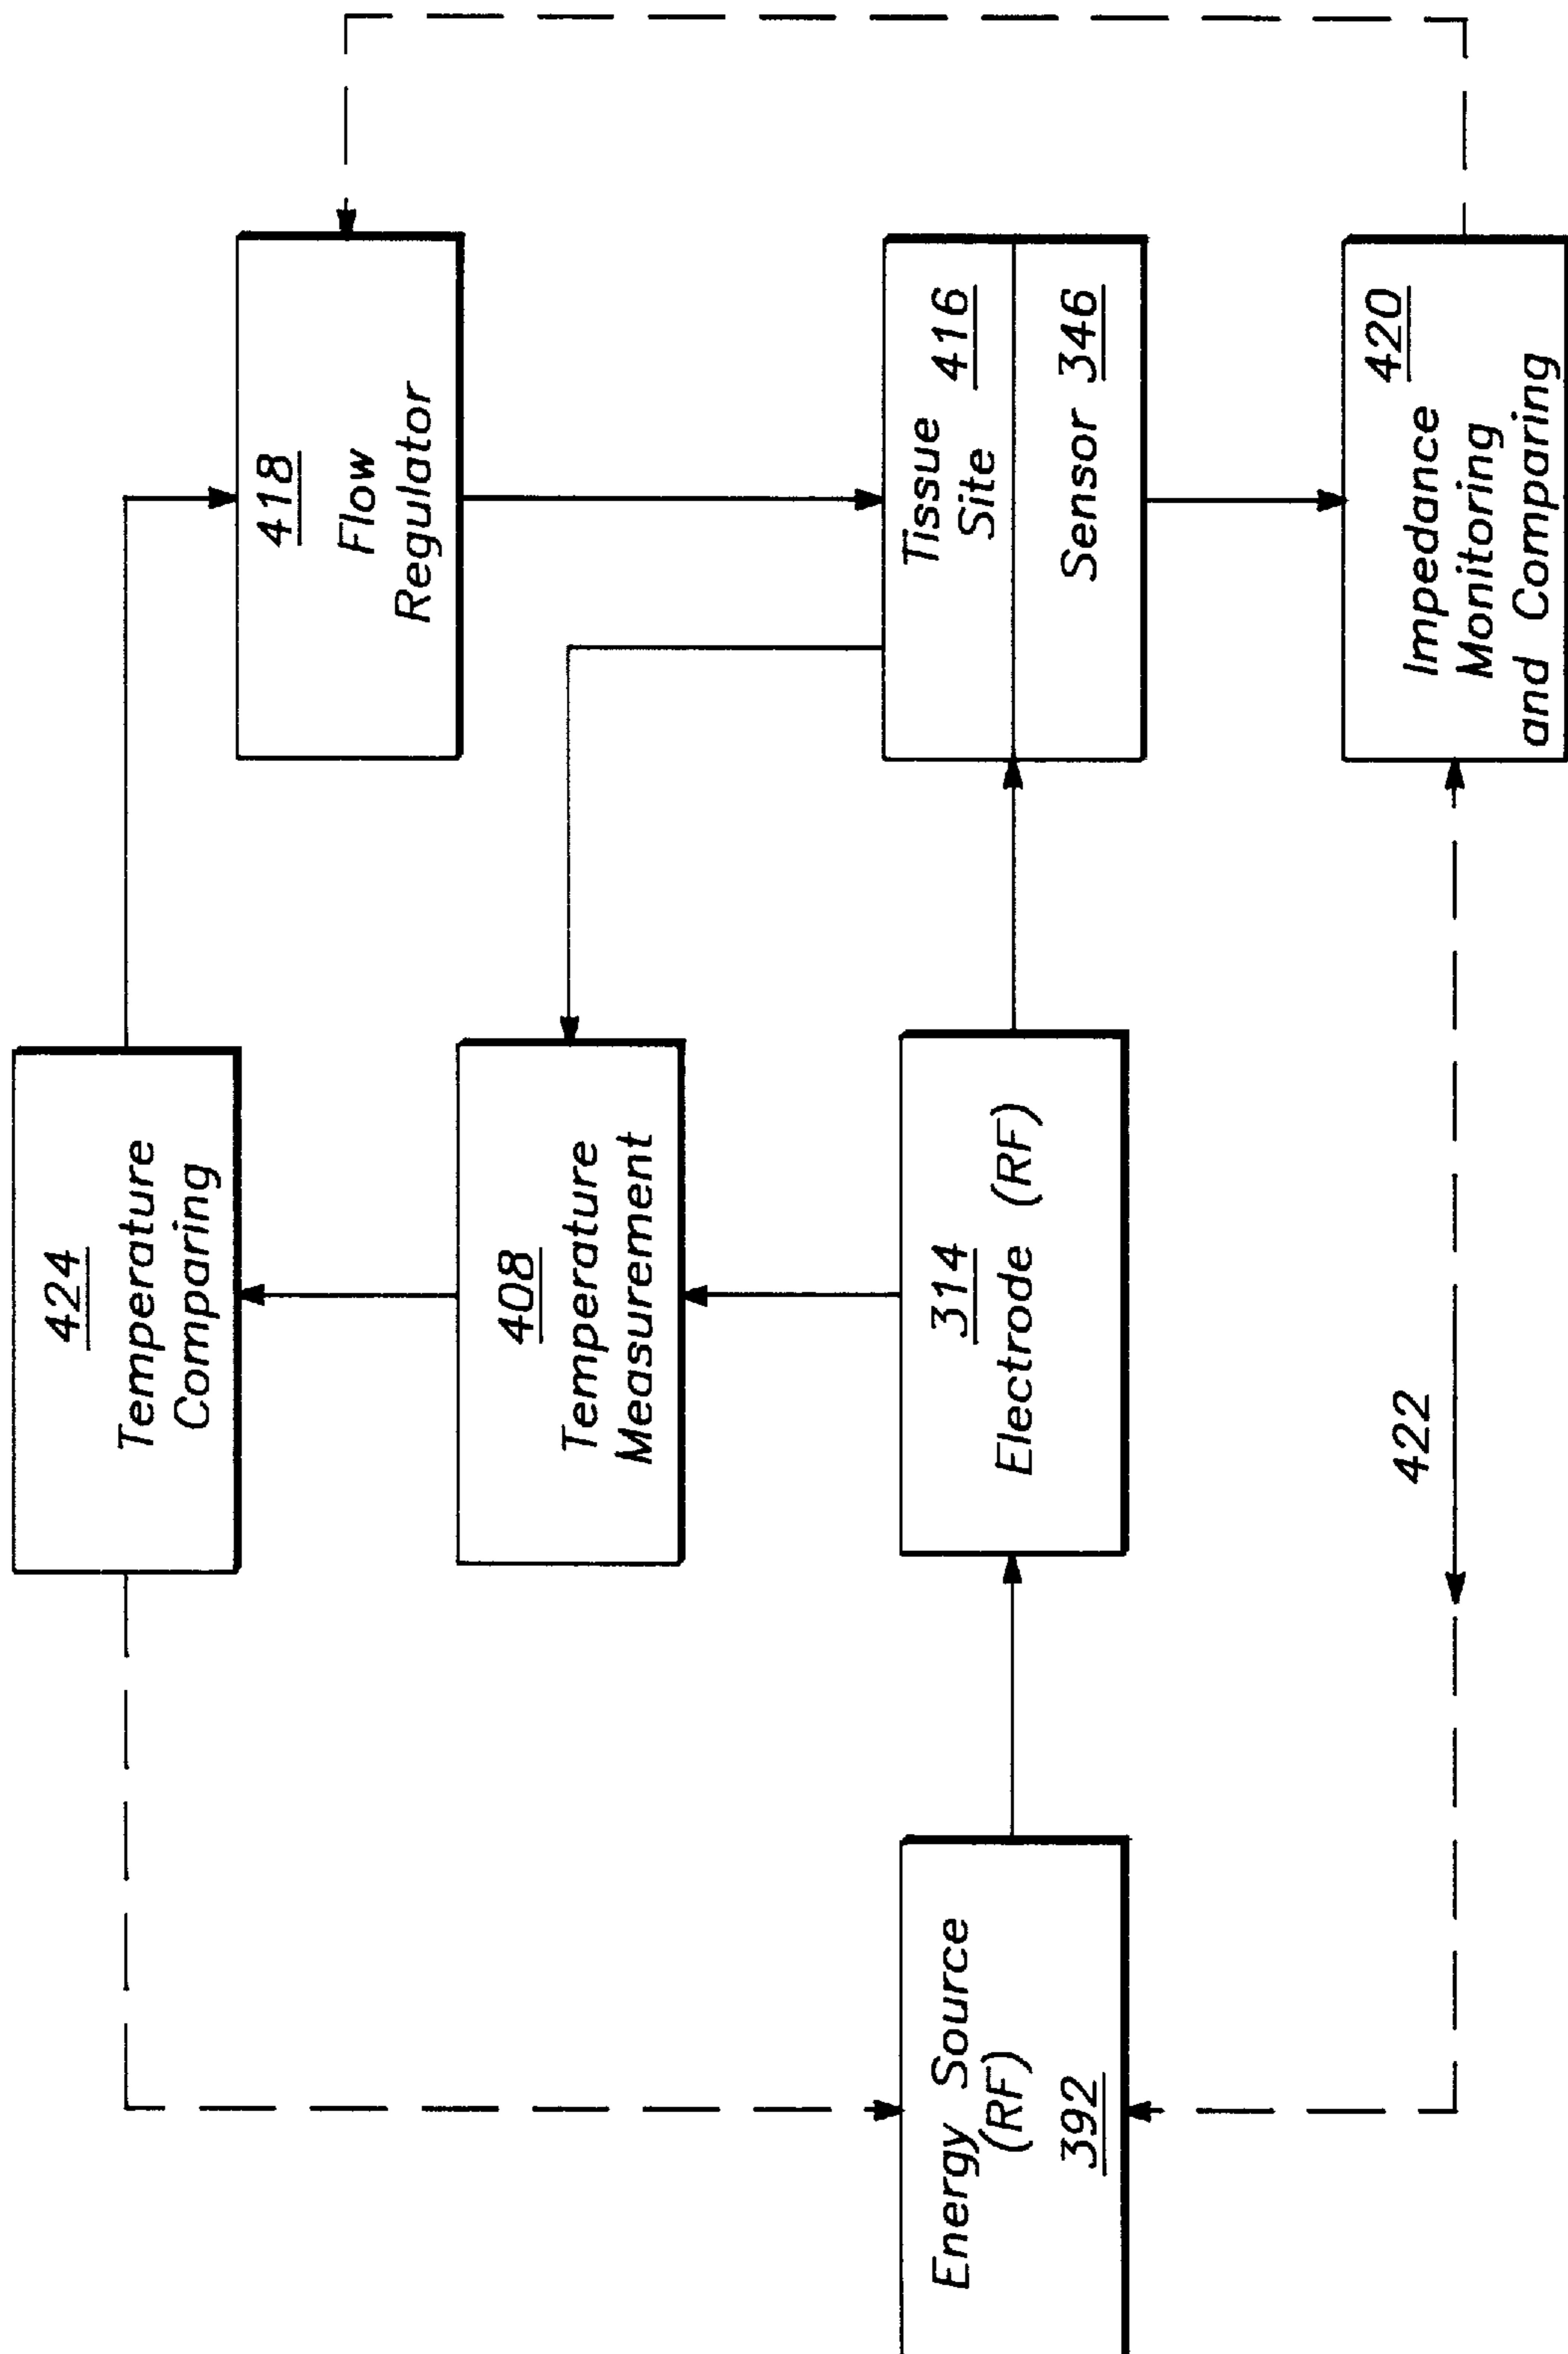 424
Temperature
Comparing
418
Flow
Regulator
408
Temperature
Measurement
Energy Source
(RF)
392
314
Electrode (RF)
Tissue
Site 416
Sensor 346
422
420
Impedance
Monitoring
and Comparing